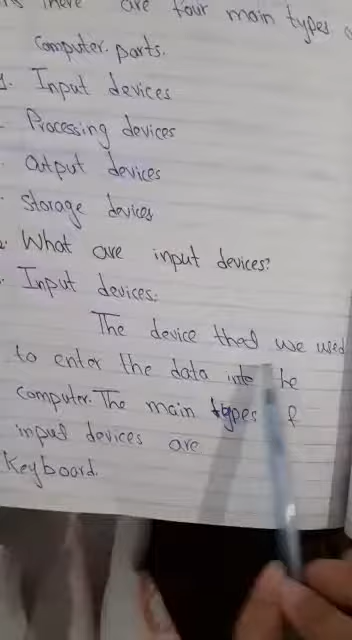 there are four main types
Computer. parts.
1. Input devices
Processing devices
Output devices
Storage devices
What are input devices?
Input devices:
The device that we used
to enter the data into the
Computer. The main types of
input devices are
Keyboard.